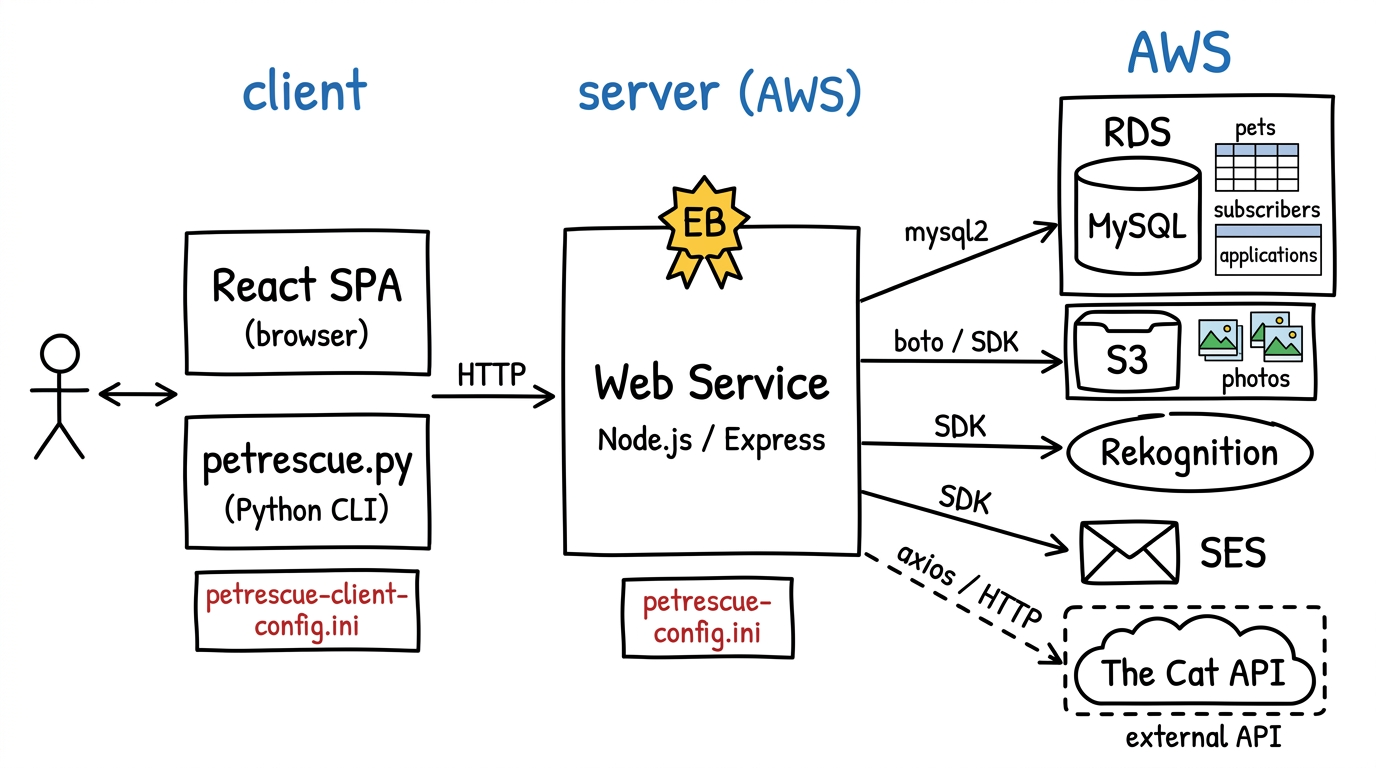 client
server (AWS)
AWS
React SPA
(browser)
petrescue.py
(Python CLI)
petrescue-client-
config.ini
HTTP
EB
Web Service
Node.js / Express
petrescue-
config.ini
mysql2
boto / SDK
SDK
SDK
axios / HTTP
RDS
MySQL
pets
subscribers
applications
S3
photos
Rekognition
SES
The Cat API
external API